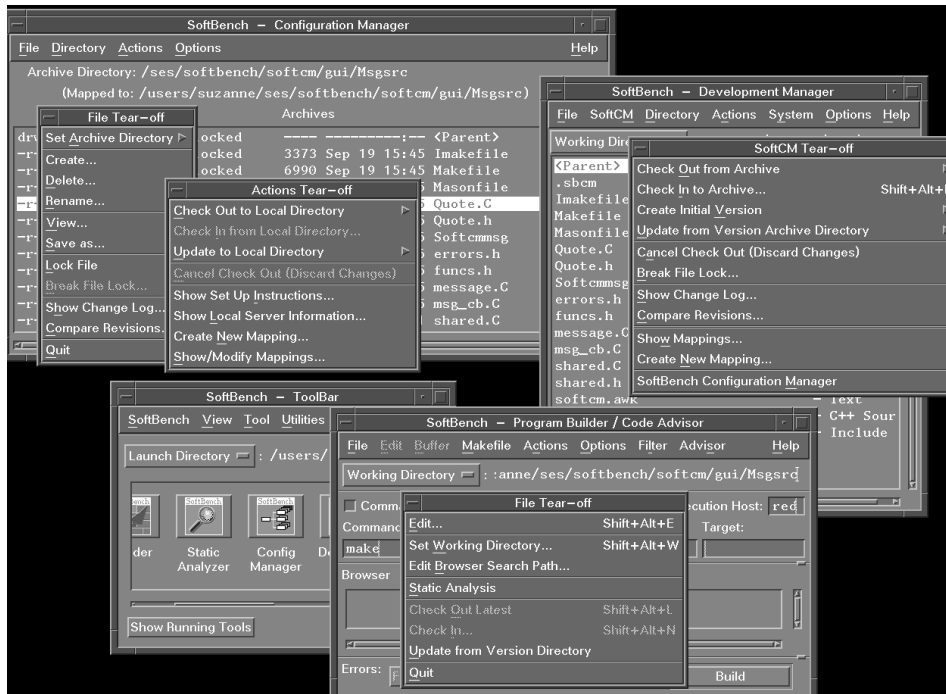 SoftBench – Configuration Manager
File Directory Actions Options Help
Archive Directory: /ses/softbench/softcm/gui/Msgsrc
(Mapped to: /users/suzanne/ses/softbench/softcm/gui/Msgsrc)
Archives
ocked ---- ---------:-- <Parent>
ocked 3373 Sep 19 15:45 Imakefile
ocked 6990 Sep 19 15:45 Makefile
Masonfile
Quote.C
Quote.h
Softcmmsg
errors.h
funcs.h
message.C
msg_cb.C
shared.C
File Tear-off
Set Archive Directory
Create...
Delete...
Rename...
View...
Save as...
Lock File
Break File Lock...
Show Change Log...
Compare Revisions.
Quit
Actions Tear-off
Check Out to Local Directory
Check In from Local Directory...
Update to Local Directory
Cancel Check Out (Discard Changes)
Show Set Up Instructions...
Show Local Server Information...
Create New Mapping...
Show/Modify Mappings...
SoftBench – Development Manager
File SoftCM Directory Actions System Options Help
Working Dire
<Parent>
.sbcm
Imakefile
Makefile
Masonfile
Quote.C
Quote.h
Softcmmsg
errors.h
funcs.h
message.C
msg_cb.C
shared.C
shared.h
softcm.awk
- Text
- C++ Sour
- Include
SoftCM Tear-off
Check Out from Archive
Check In to Archive... Shift+Alt+
Create Initial Version
Update from Version Archive Directory
Cancel Check Out (Discard Changes)
Break File Lock...
Show Change Log...
Compare Revisions...
Show Mappings...
Create New Mapping...
SoftBench Configuration Manager
SoftBench – ToolBar
SoftBench View Tool Utilities
Launch Directory : /users/
der
Static Analyzer
Config Manager
Show Running Tools
SoftBench – Program Builder / Code Advisor
File Edit Buffer Makefile Actions Options Filter Advisor Help
Working Directory : :anne/ses/softbench/softcm/gui/Msgsrc
Comma ecution Host: red
Command Target:
make
Browser
Errors: Build
File Tear-off
Edit... Shift+Alt+E
Set Working Directory... Shift+Alt+W
Edit Browser Search Path...
Static Analysis
Check Out Latest Shift+Alt+L
Check In... Shift+Alt+N
Update from Version Directory
Quit